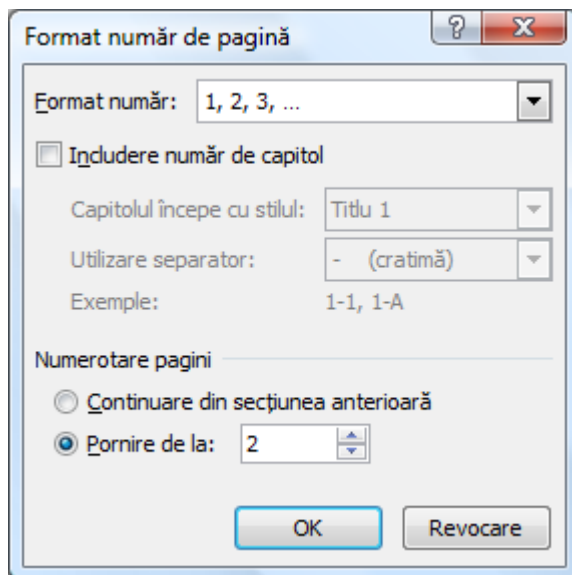 Format număr de pagină
Format număr: 1, 2, 3, ...
Includere număr de capitol
Capitolul începe cu stilul: Titlu 1
Utilizare separator: - (cratimă)
Exemple: 1-1, 1-A
Numerotare pagini
Continuare din secțiunea anterioară
Pornire de la: 2
OK Revocare